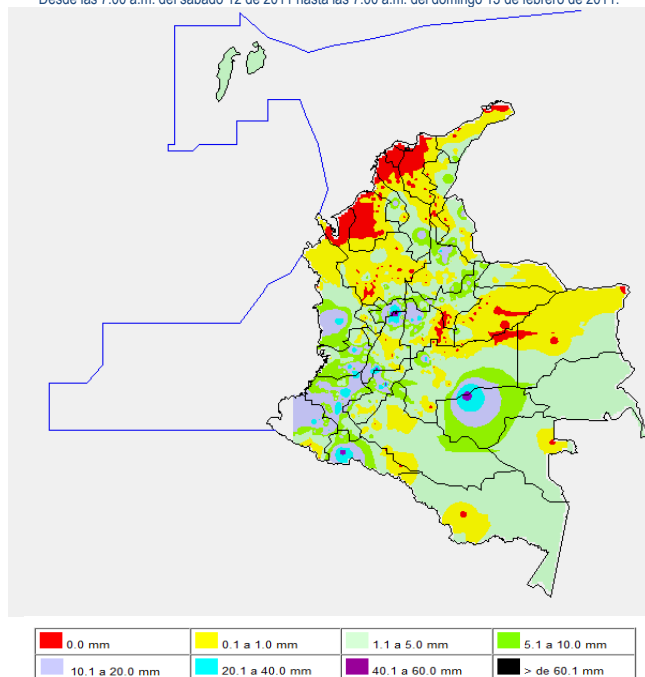 Desde las 7:00 a.m. del sábado 12 de 2011 hasta las 7:00 a.m. del domingo 13 de febrero de 2011.
0.0 mm
0.1 a 1.0 mm
1.1 a 5.0 mm
5.1 a 10.0 mm
10.1 a 20.0 mm
20.1 a 40.0 mm
40.1 a 60.0 mm
> de 60.1 mm